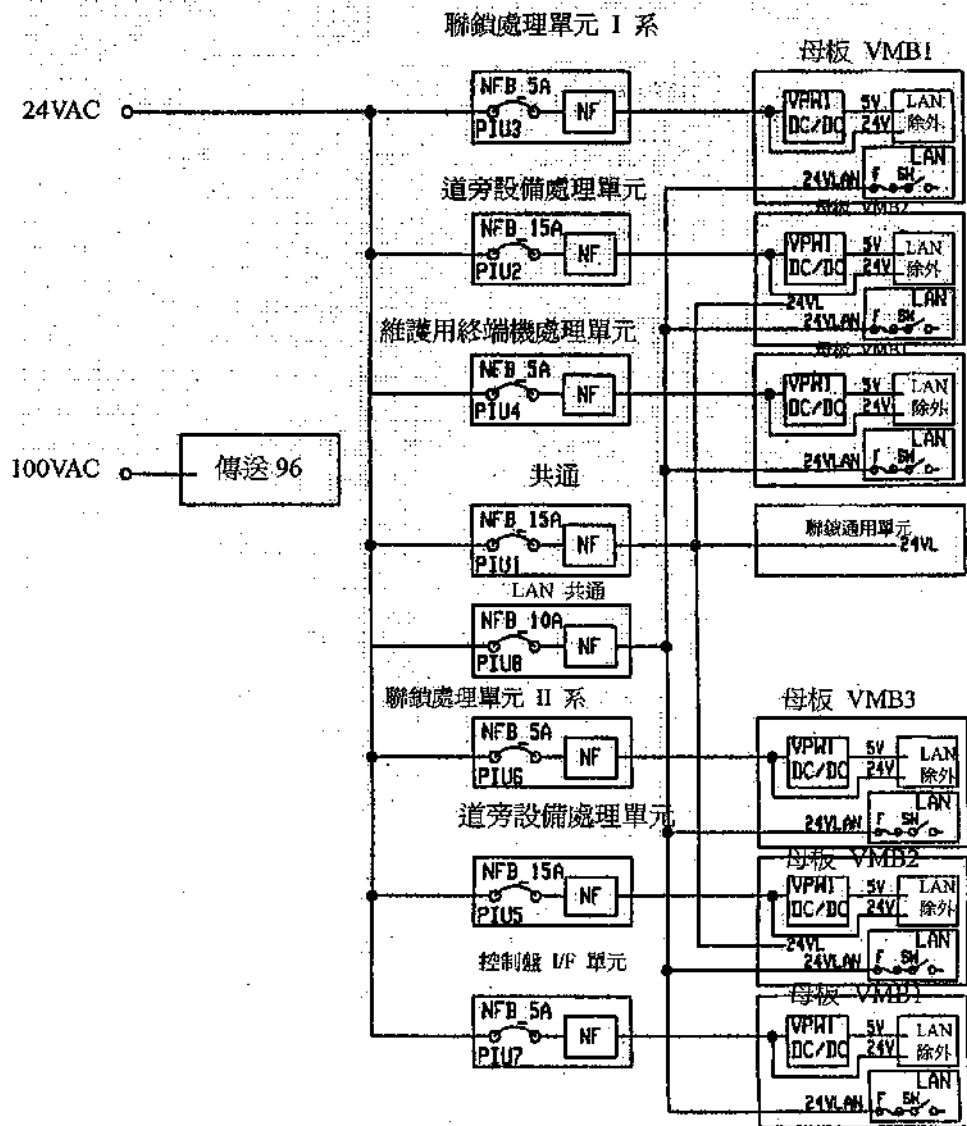 聯鎖處理單元 I 系
母板 VMB1
24VAC
NFB 5A
NF
PIU3
VPWI
DC/DC
5V
24V
LAN
除外
LAN
24VLAN
F SW
道旁設備處理單元
母板 VMB2
NFB 15A
NF
PIU2
VPWI
DC/DC
5V
24V
LAN
除外
24VL
LAN
24VLAN
F SW
維護用終端機處理單元
母板 VMB1
NFB 5A
NF
PIU4
VPWI
DC/DC
5V
24V
LAN
除外
LAN
24VLAN
F SW
100VAC
傳送 96
共通
NFB 15A
NF
PIU1
聯鎖通用單元
24VL
LAN 共通
NFB 10A
NF
PIU8
聯鎖處理單元 II 系
母板 VMB3
NFB 5A
NF
PIU6
VPWI
DC/DC
5V
24V
LAN
除外
LAN
24VLAN
F SW
道旁設備處理單元
母板 VMB2
NFB 15A
NF
PIU5
VPWI
DC/DC
5V
24V
LAN
除外
24VL
LAN
24VLAN
F SW
控制盤 I/F 單元
母板 VMB1
NFB 5A
NF
PIU7
VPWI
DC/DC
5V
24V
LAN
除外
LAN
24VLAN
F SW